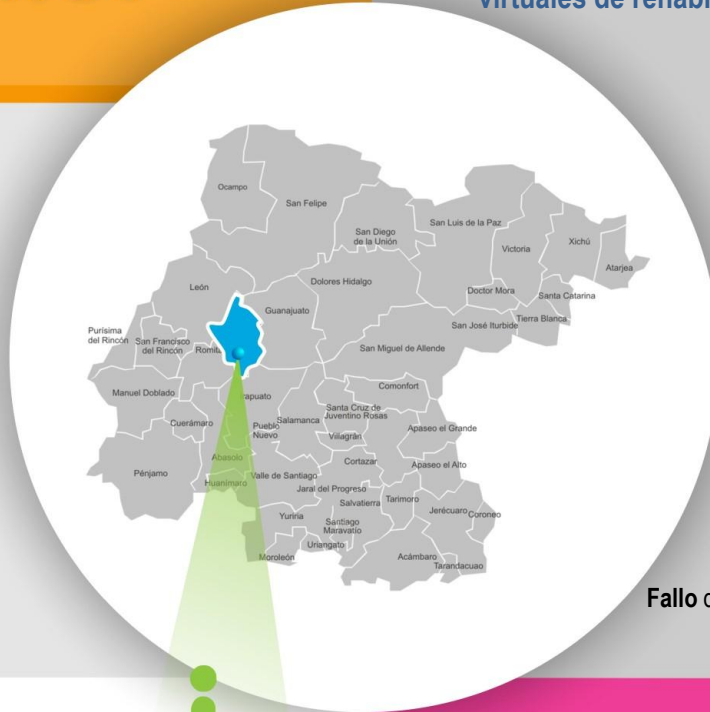 Ocampo
San Felipe
San Luis de la Paz
San Diego
de la Unión
Victoria
Xichú
Atarjea
León
Dolores Hidalgo
Doctor Mora
Santa Catarina
Guanajuato
Tierra Blanca
San José Iturbide
Purísima
del Rincón
San Francisco
del Rincón
Romita
San Miguel de Allende
Comonfort
Manuel Doblado
rapuato
Santa Cruz de
Juventino Rosas
Cuerámaro
Pueblo
Nuevo
Salamanca
Apaseo el Grande
Villagrán
Abasolo
Cortazar
Apaseo el Alto
Pénjamo
Valle de Santiago
Huanímaro
Jaral del Progreso
Salvatierra
Tarimoro
Jerécuaro
Coroneo
Yuriria
Santiago
Maravatío
Uriangato
Moroleón
Acámbaro
Tarandacuao
Fallo